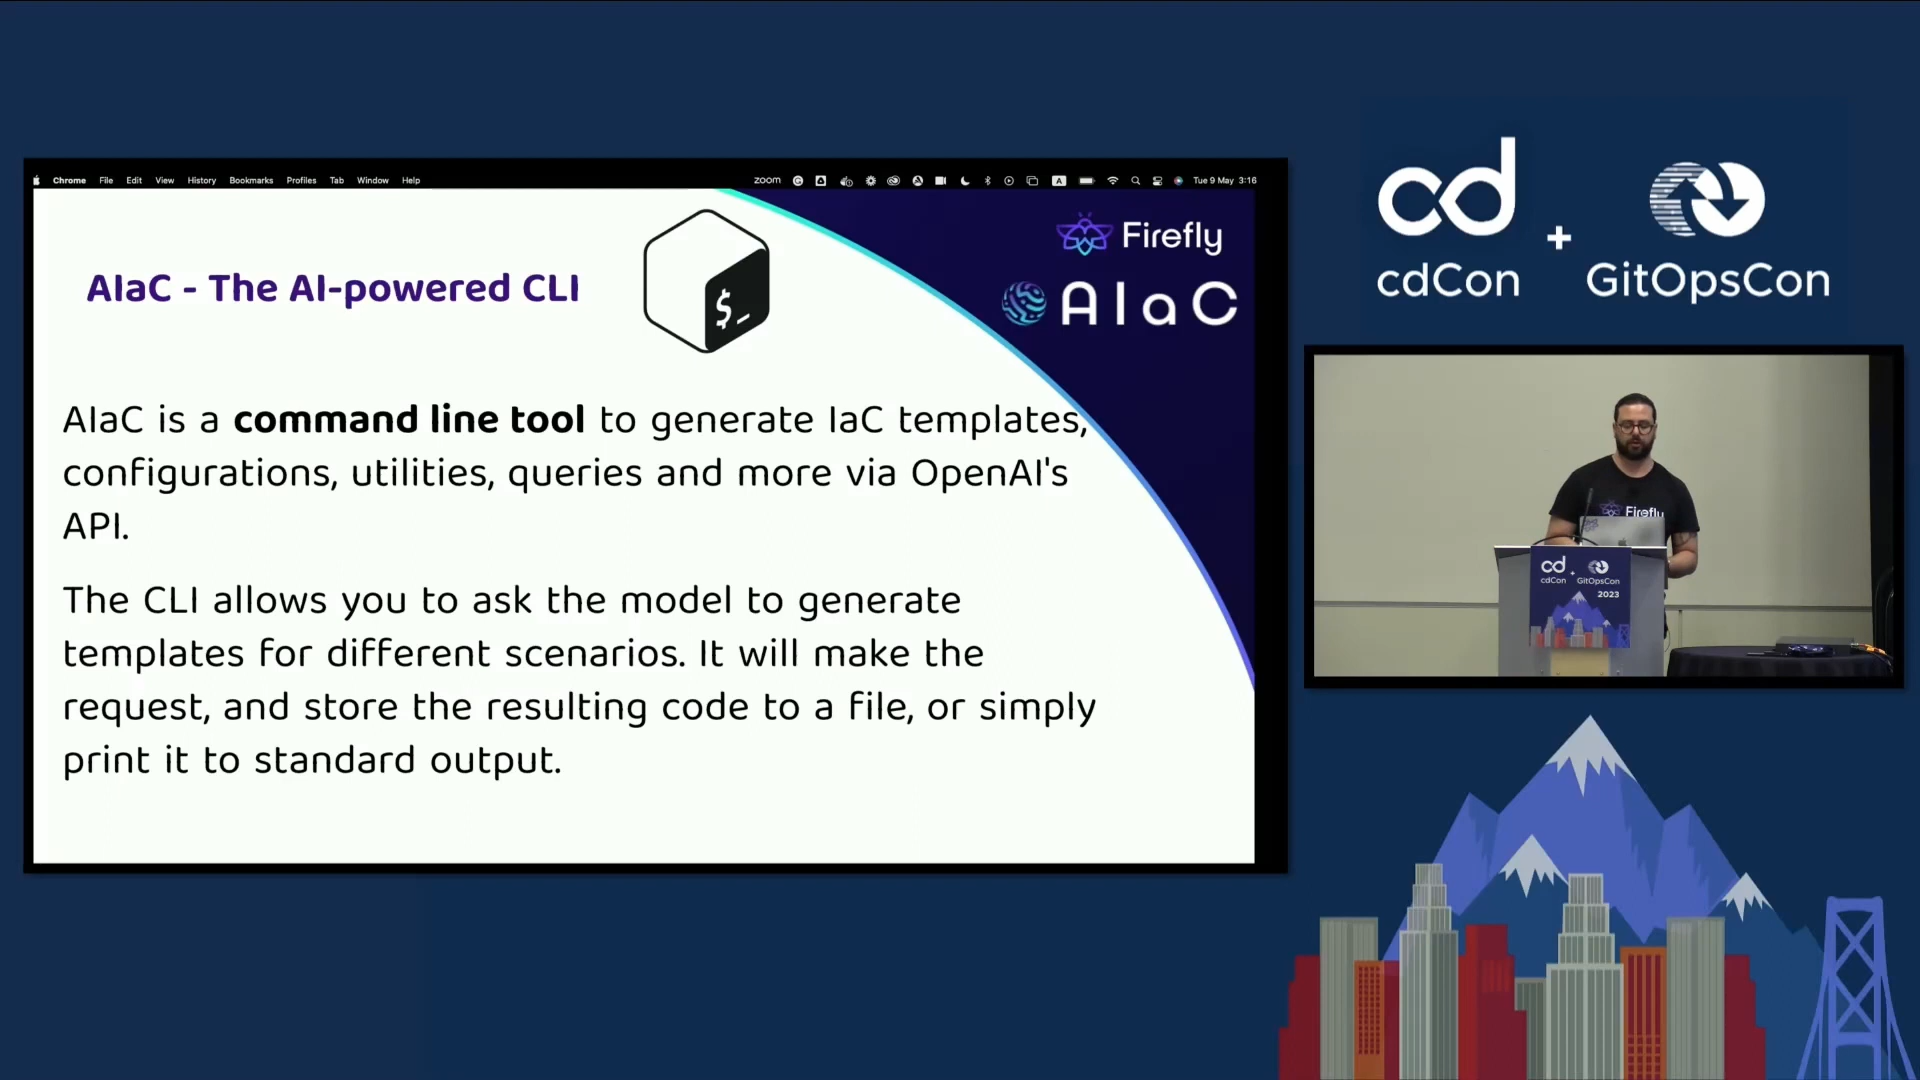 Chrome File Edit View History Bookmarks Profiles Tab Window Help
zoom
A
Tue 9 May 3:16
Firefly
AIaC
$_
AIaC - The AI-powered CLI
AIaC is a command line tool to generate IaC templates,
configurations, utilities, queries and more via OpenAI's
API.
The CLI allows you to ask the model to generate
templates for different scenarios. It will make the
request, and store the resulting code to a file, or simply
print it to standard output.
cd
cdCon
+
GitOpsCon
Firefly
cd
cdCon
+
GitOpsCon
2023